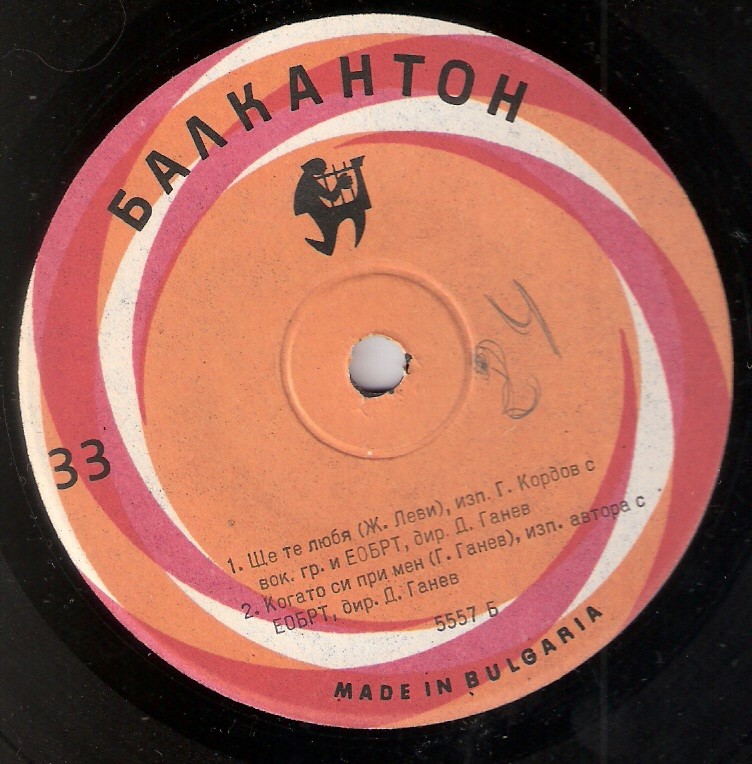 БАЛКАНТОН
24
33
1. Ще те любя (Ж. Леви), изп. Г. Кордов с
вок. гр. и ЕОБРТ, дир. Д. Ганев
2. Когато си при мен (Г. Ганев), изп. автора с
ЕОБРТ, дир. Д. Ганев
5557 Б
MADE IN BULGARIA